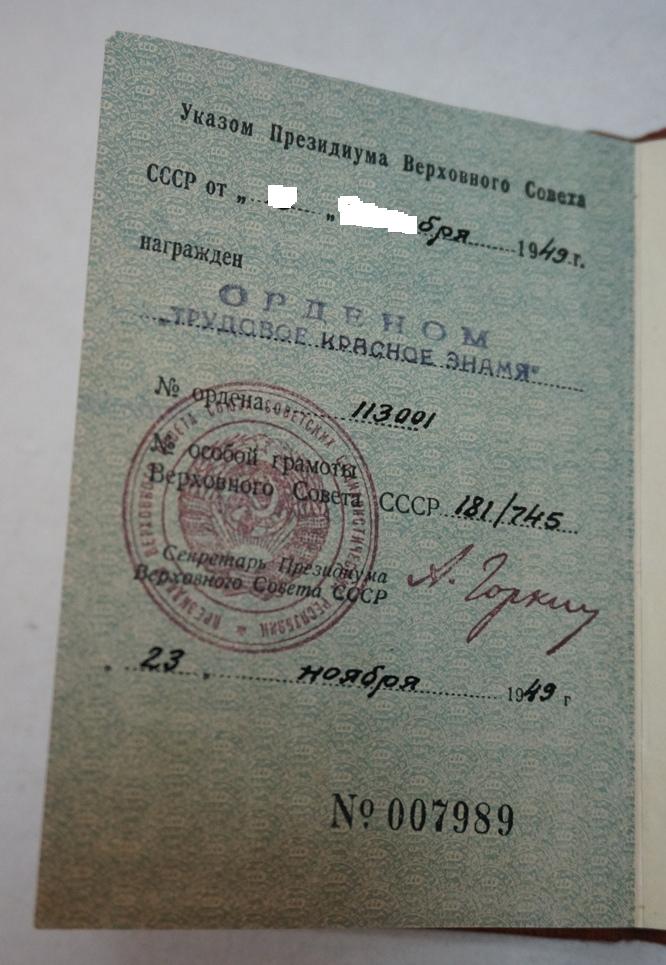 Указом Президиума Верховного Совета
СССР от „ „ бря 1949 г.
награжден
ОРДЕНОМ
„ТРУДОВОЕ КРАСНОЕ ЗНАМЯ“
№ ордена 113001
№ особой грамоты
Верховного Совета СССР 181/745
Секретарь Президиума
Верховного Совета СССР
А. Горкин
„ 23 „ ноября 1949 г
№ 007989